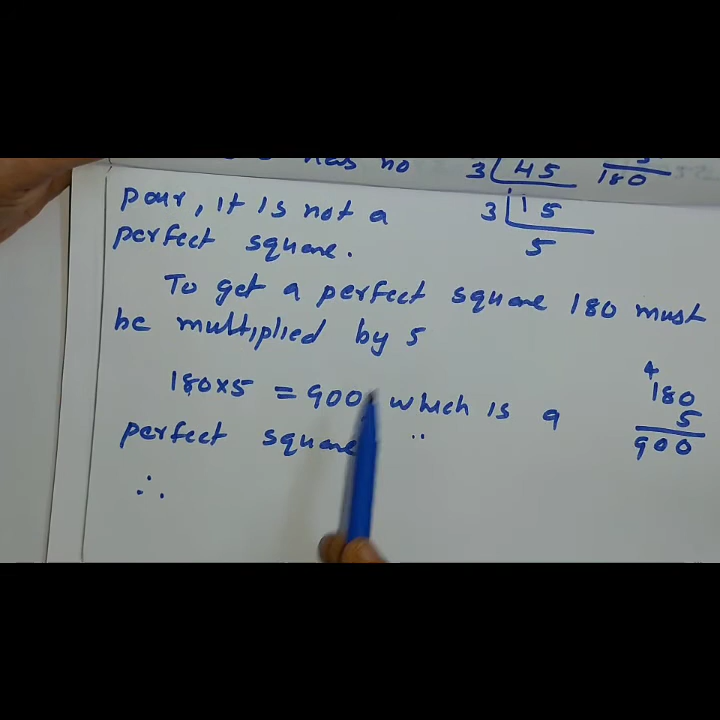 has no
3 45 180
pair, it is not a 3 15
perfect square. 5
To get a perfect square 180 must
be multiplied by 5
180x5 = 900, which is a
perfect square
∴
4
180
5
900